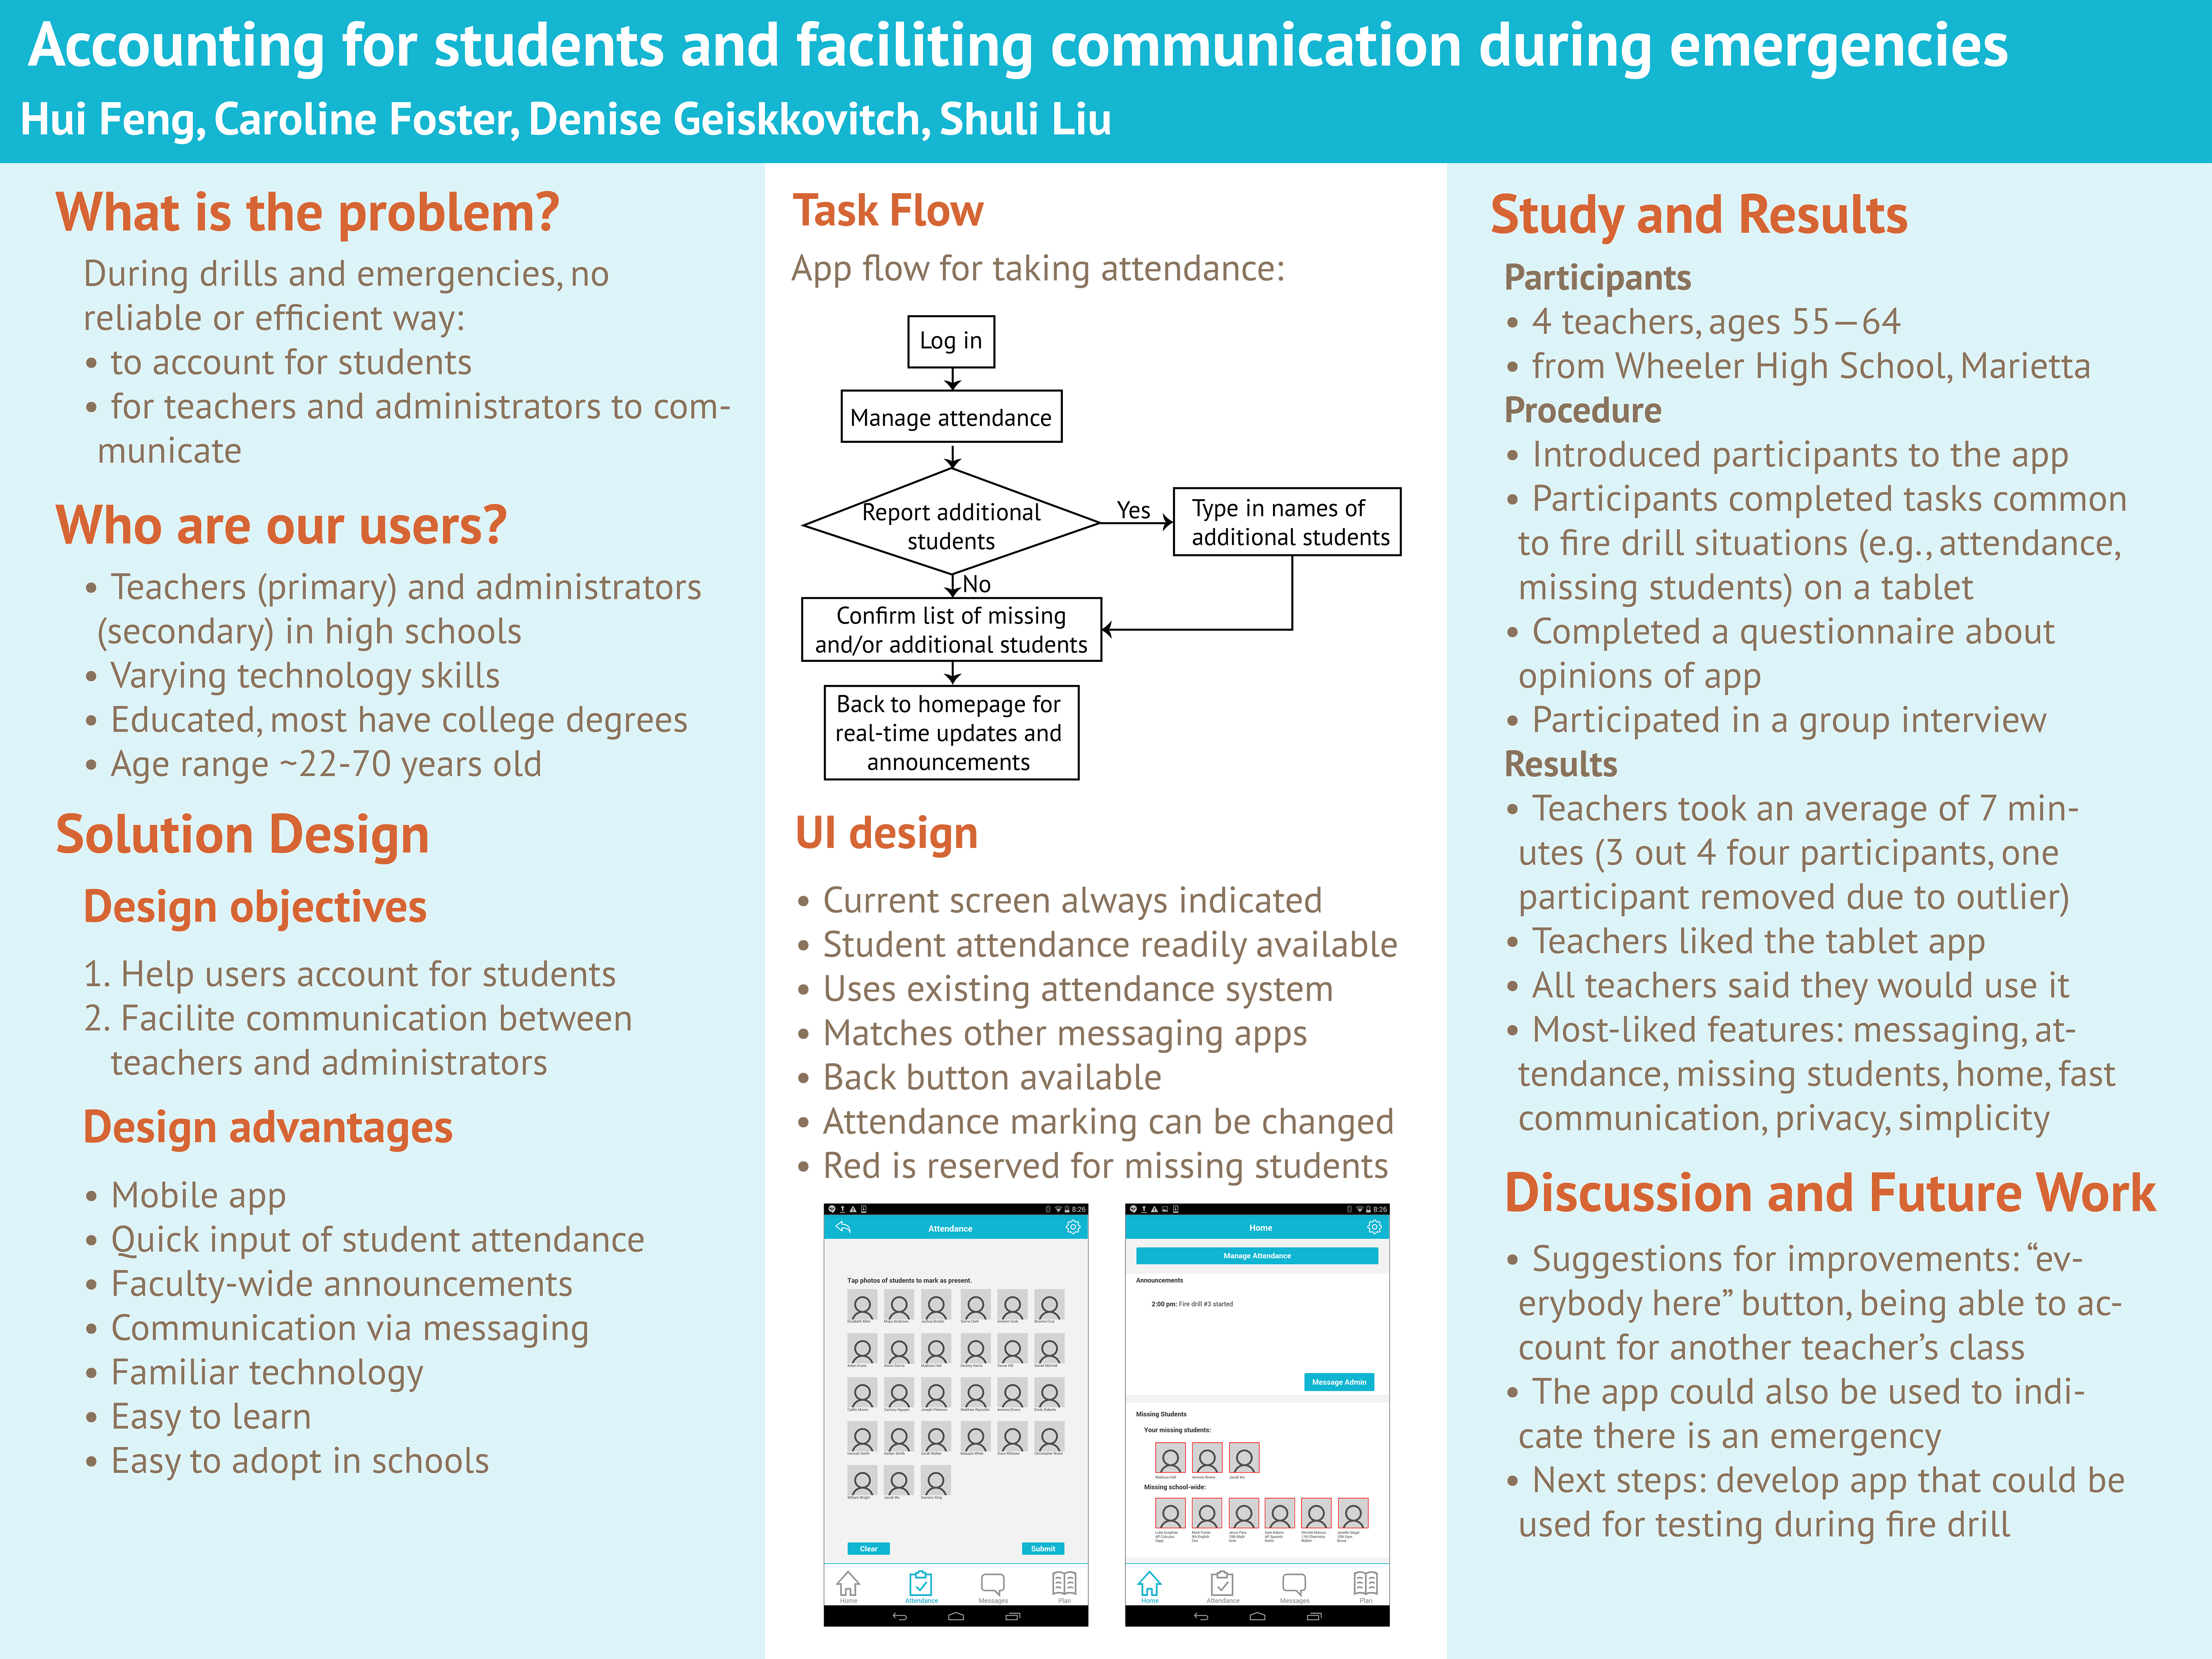 Accounting for students and faciliting communication during emergencies
Hui Feng, Caroline Foster, Denise Geiskkovitch, Shuli Liu
What is the problem?
During drills and emergencies, no
reliable or efficient way:
• to account for students
• for teachers and administrators to com-
municate
Who are our users?
• Teachers (primary) and administrators
(secondary) in high schools
• Varying technology skills
• Educated, most have college degrees
• Age range ~22-70 years old
Solution Design
Design objectives
1. Help users account for students
2. Facilite communication between
teachers and administrators
Design advantages
• Mobile app
• Quick input of student attendance
• Faculty-wide announcements
• Communication via messaging
• Familiar technology
• Easy to learn
• Easy to adopt in schools
Task Flow
App flow for taking attendance:
Log in
Manage attendance
Report additional
students
Yes
Type in names of
additional students
No
Confirm list of missing
and/or additional students
Back to homepage for
real-time updates and
announcements
UI design
• Current screen always indicated
• Student attendance readily available
• Uses existing attendance system
• Matches other messaging apps
• Back button available
• Attendance marking can be changed
• Red is reserved for missing students
8:26
Attendance
Tap photos of students to mark as present.
Clear
Submit
Home
Attendance
Messages
Plan
8:26
Home
Manage Attendance
Announcements
2:00 pm: Fire drill #3 started
Message Admin
Missing Students
Your missing students:
Madison Hall
Antonio Rivera
Jacob Wu
Missing school-wide:
Home
Attendance
Messages
Plan
Study and Results
Participants
• 4 teachers, ages 55—64
• from Wheeler High School, Marietta
Procedure
• Introduced participants to the app
• Participants completed tasks common
to fire drill situations (e.g., attendance,
missing students) on a tablet
• Completed a questionnaire about
opinions of app
• Participated in a group interview
Results
• Teachers took an average of 7 min-
utes (3 out 4 four participants, one
participant removed due to outlier)
• Teachers liked the tablet app
• All teachers said they would use it
• Most-liked features: messaging, at-
tendance, missing students, home, fast
communication, privacy, simplicity
Discussion and Future Work
• Suggestions for improvements: “ev-
erybody here” button, being able to ac-
count for another teacher’s class
• The app could also be used to indi-
cate there is an emergency
• Next steps: develop app that could be
used for testing during fire drill